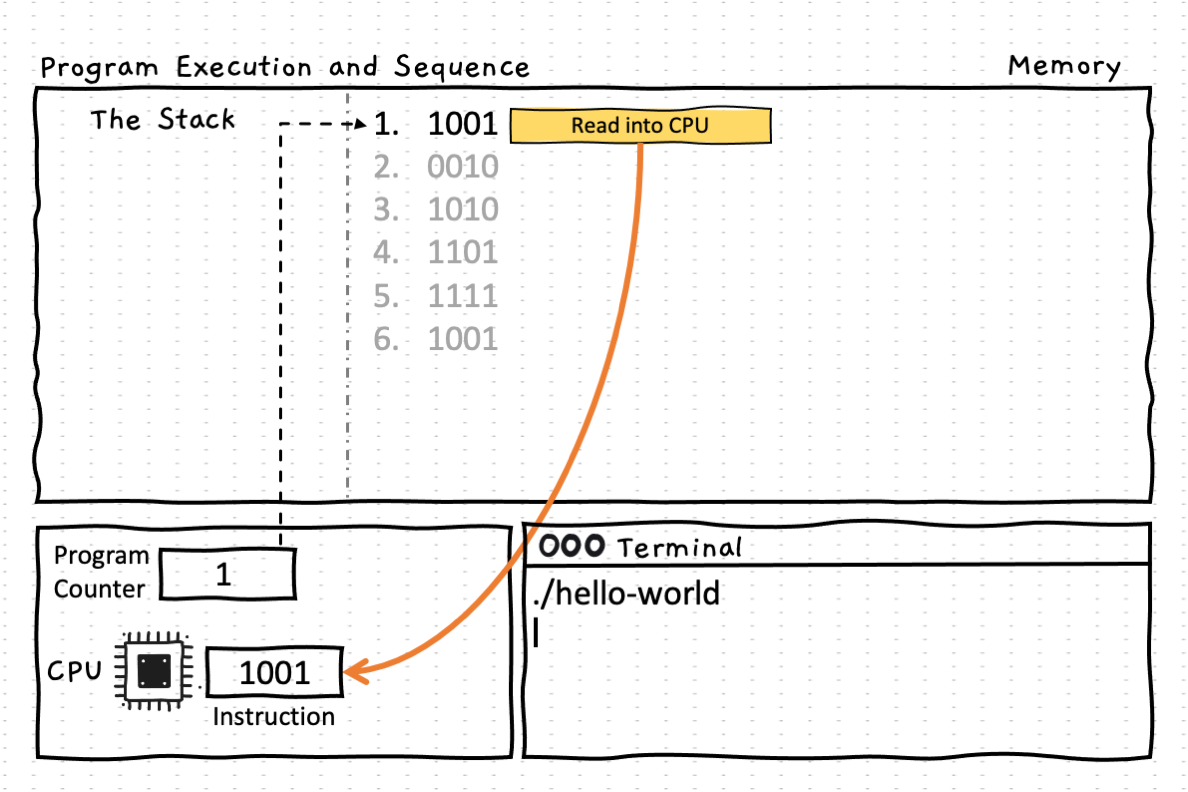 Program Execution and Sequence
Memory
The Stack
1. 1001
Read into CPU
2. 0010
3. 1010
4. 1101
5. 1111
6. 1001
Program
Counter
1
CPU
1001
Instruction
Terminal
./hello-world